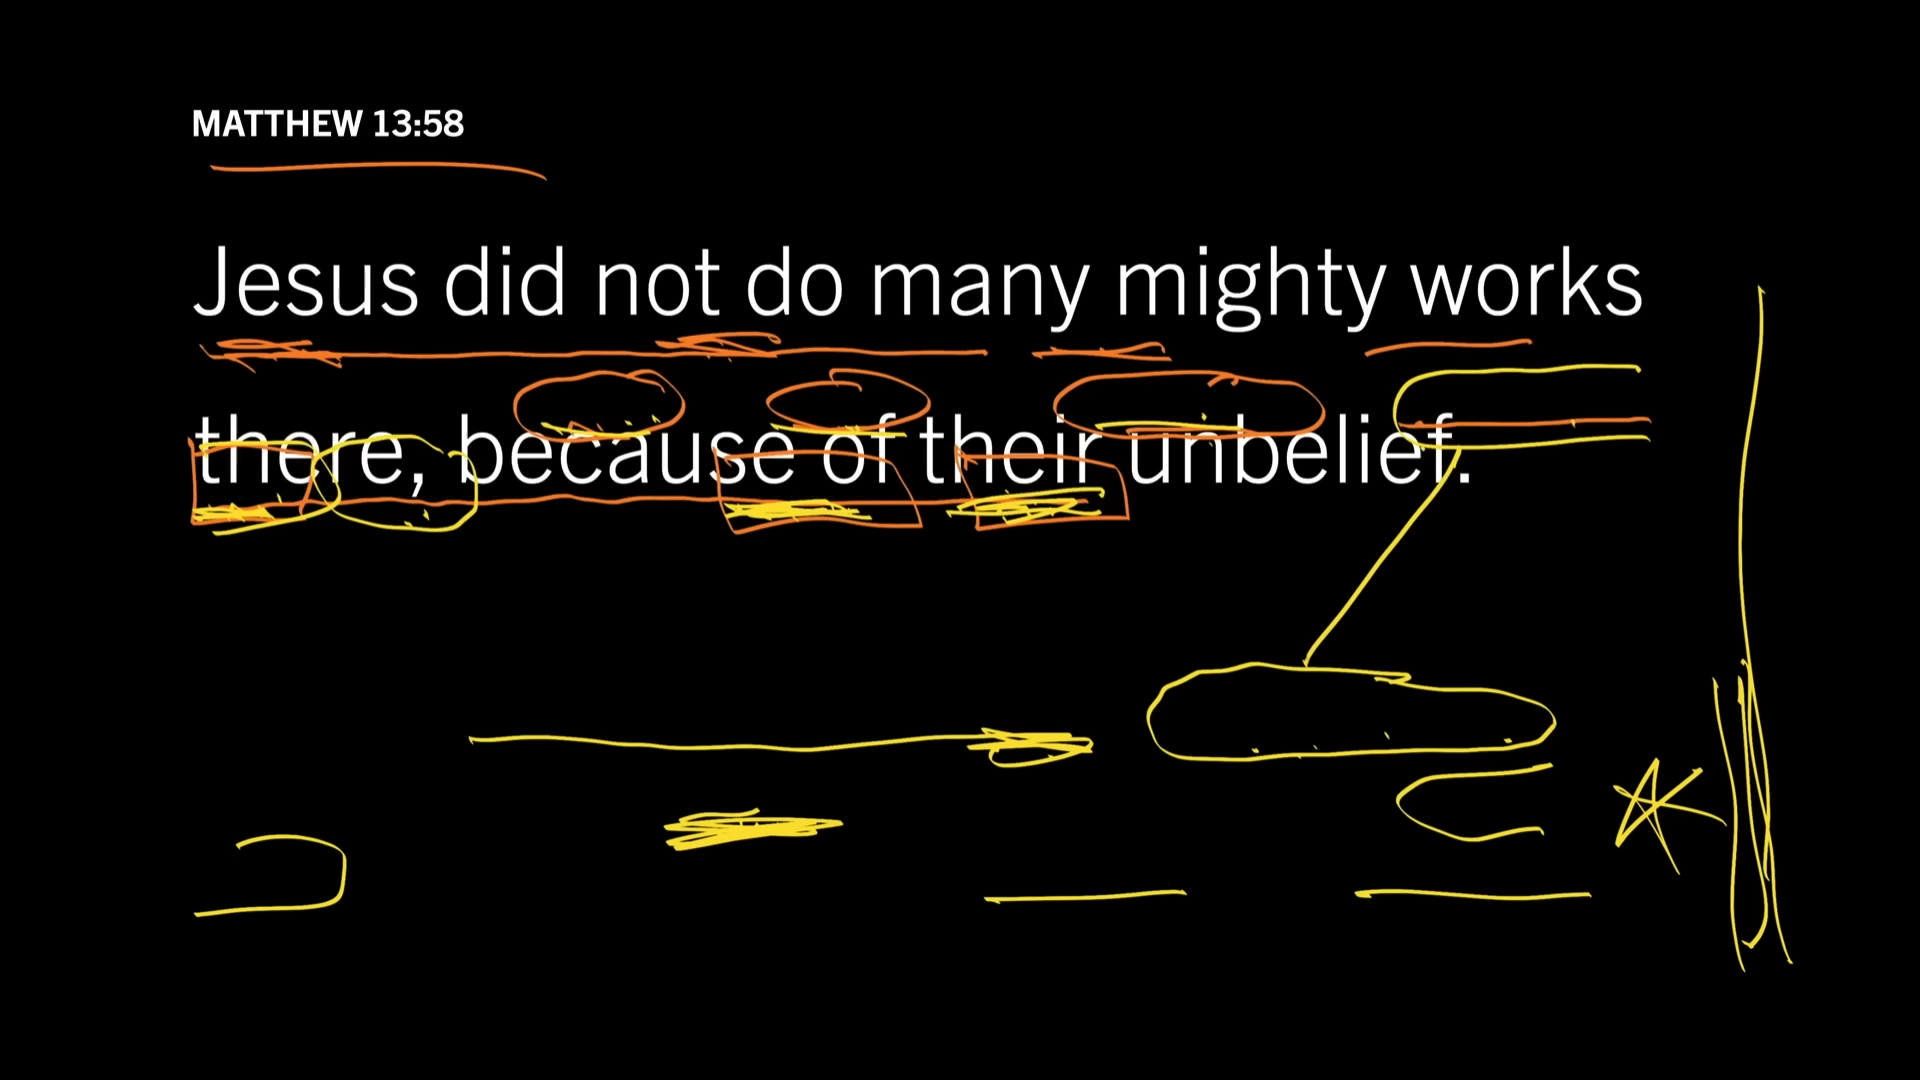 MATTHEW 13:58
Jesus did not do many mighty works
there, because of their unbelief.